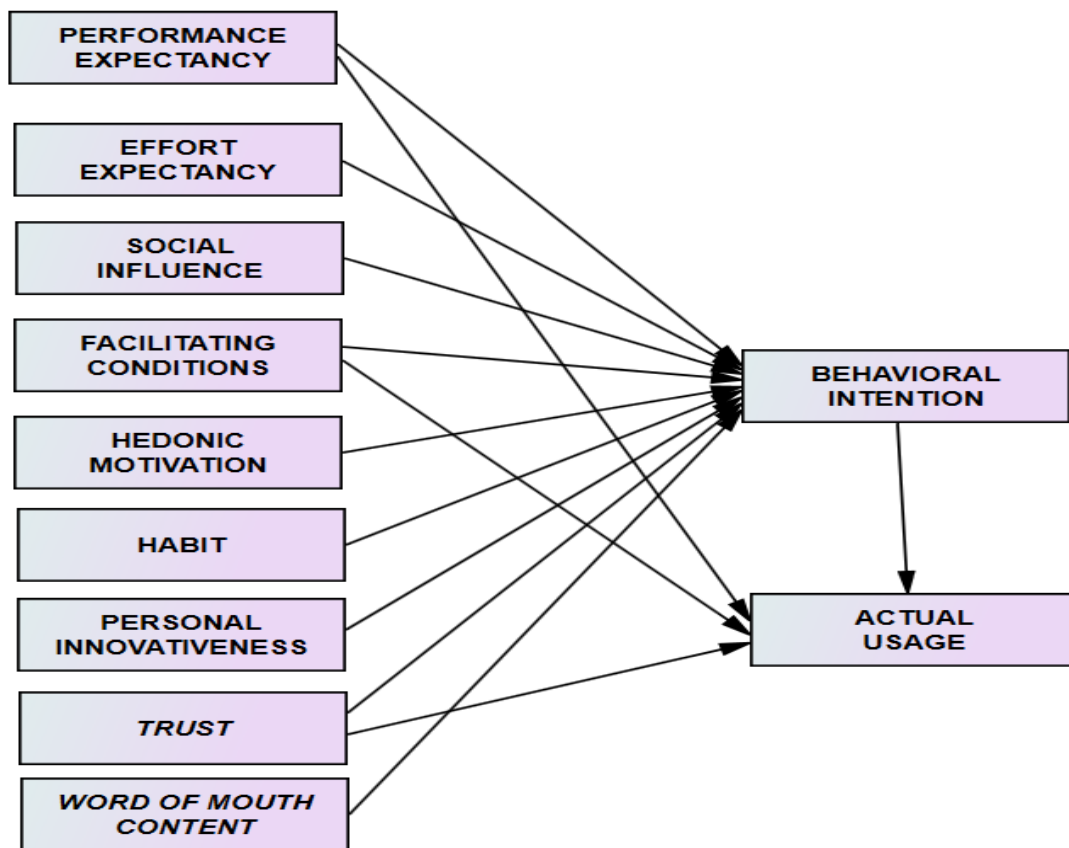 PERFORMANCE
EXPECTANCY
EFFORT
EXPECTANCY
SOCIAL
INFLUENCE
FACILITATING
CONDITIONS
HEDONIC
MOTIVATION
HABIT
PERSONAL
INNOVATIVENESS
TRUST
WORD OF MOUTH
CONTENT
BEHAVIORAL
INTENTION
ACTUAL
USAGE